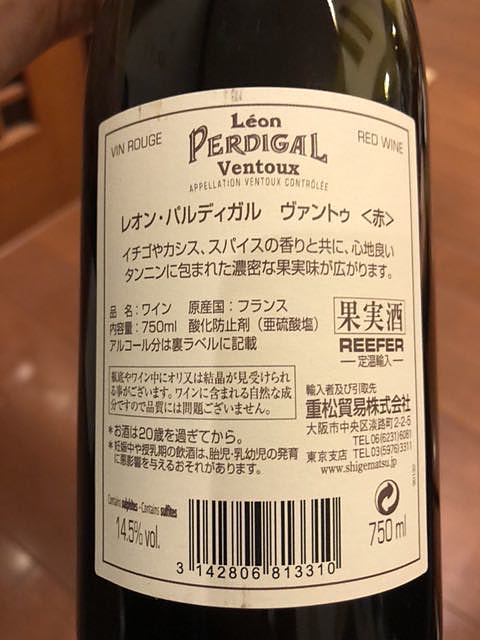 VIN ROUGE
Léon
PERDIGAL
Ventoux
RED WINE
APPELLATION VENTOUX CONTRÔLÉE
レオン・パルディガル ヴァントゥ <赤>
イチゴやカシス、スパイスの香りと共に、心地良い
タンニンに包まれた濃密な果実味が広がります。
品 名：ワイン 原産国：フランス
内容量：750ml 酸化防止剤（亜硫酸塩）
アルコール分は裏ラベルに記載
果実酒
REEFER
定温輸入
瓶底やワイン中にオリ又は結晶が見受けられ
る事がございます。ワインに含まれる自然な成
分ですので品質には問題ございません。
輸入者及び引取先
重松貿易株式会社
大阪市中央区淡路町2-2-5
TEL 06(6231)6081
東京支店 TEL 03(5976)3311
www.shigematsu.jp
*お酒は20歳を過ぎてから。
*妊娠中や授乳期の飲酒は、胎児・乳幼児の発育
に悪影響を与えるおそれがあります。
Contains sulphites - Contains sulfites
14.5% vol.
750 ml
3 142806 813310